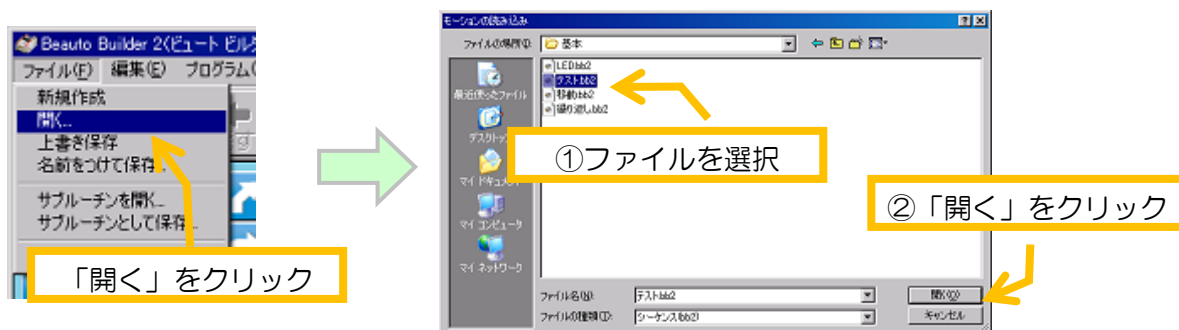 Beauto Builder 2(ビュート ビル
ファイル(F) 編集(E) プログラム(
新規作成
開く...
上書き保存
名前をつけて保存...
サブルーチンを開く...
サブルーチンとして保存...
「開く」をクリック
モーションの読み込み
ファイルの場所(I): 基本
LED.bb2
テスト.bb2
移動.bb2
繰り返し.bb2
最近使ったファイル
デスクトップ
マイ ドキュメント
マイ コンピュータ
マイ ネットワーク
①ファイルを選択
②「開く」をクリック
ファイル名(N): テスト.bb2 開く(O)
ファイルの種類(T): シーケンス(bb2) キャンセル